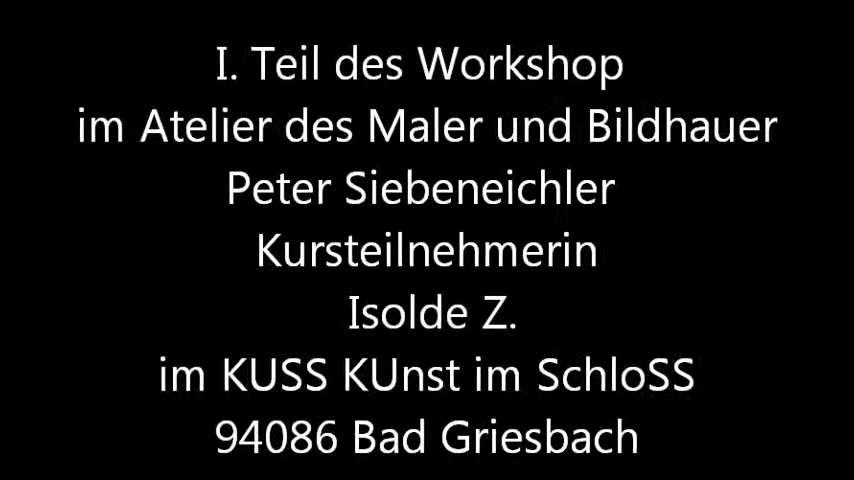 I. Teil des Workshop
im Atelier des Maler und Bildhauer
Peter Siebeneichler
Kursteilnehmerin
Isolde Z.
im KUSS KUnst im SchloSS
94086 Bad Griesbach